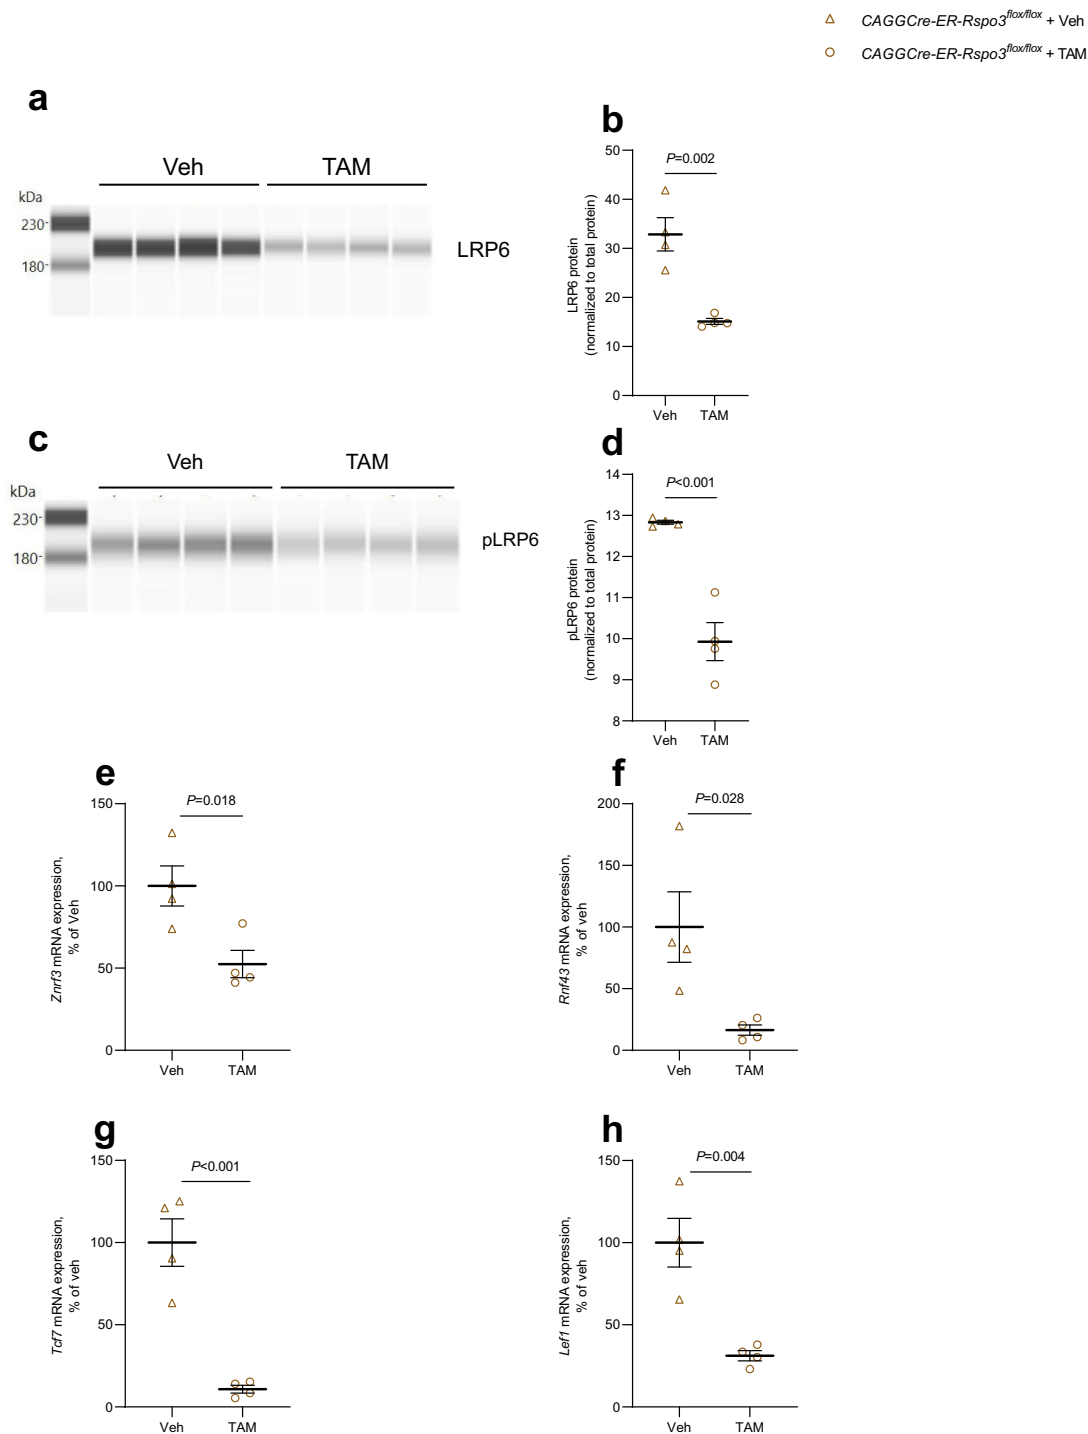 CAGGCre-ER-Rspo3flox/flox + Veh
CAGGCre-ER-Rspo3flox/flox + TAM
a
Veh TAM
kDa
230-
180-
LRP6
b
LRP6 protein
(normalized to total protein)
P=0.002
50
40
30
20
10
0
Veh TAM
c
Veh TAM
kDa
230-
180-
pLRP6
d
pLRP6 protein
(normalized to total protein)
P<0.001
14
13
12
11
10
9
8
Veh TAM
e
Znrf3 mRNA expression,
% of Veh
P=0.018
150
100
50
0
Veh TAM
f
Rnf43 mRNA expression,
% of veh
P=0.028
200
150
100
50
0
Veh TAM
g
Tcf7 mRNA expression,
% of veh
P<0.001
150
100
50
0
Veh TAM
h
Lef1 mRNA expression,
% of veh
P=0.004
150
100
50
0
Veh TAM